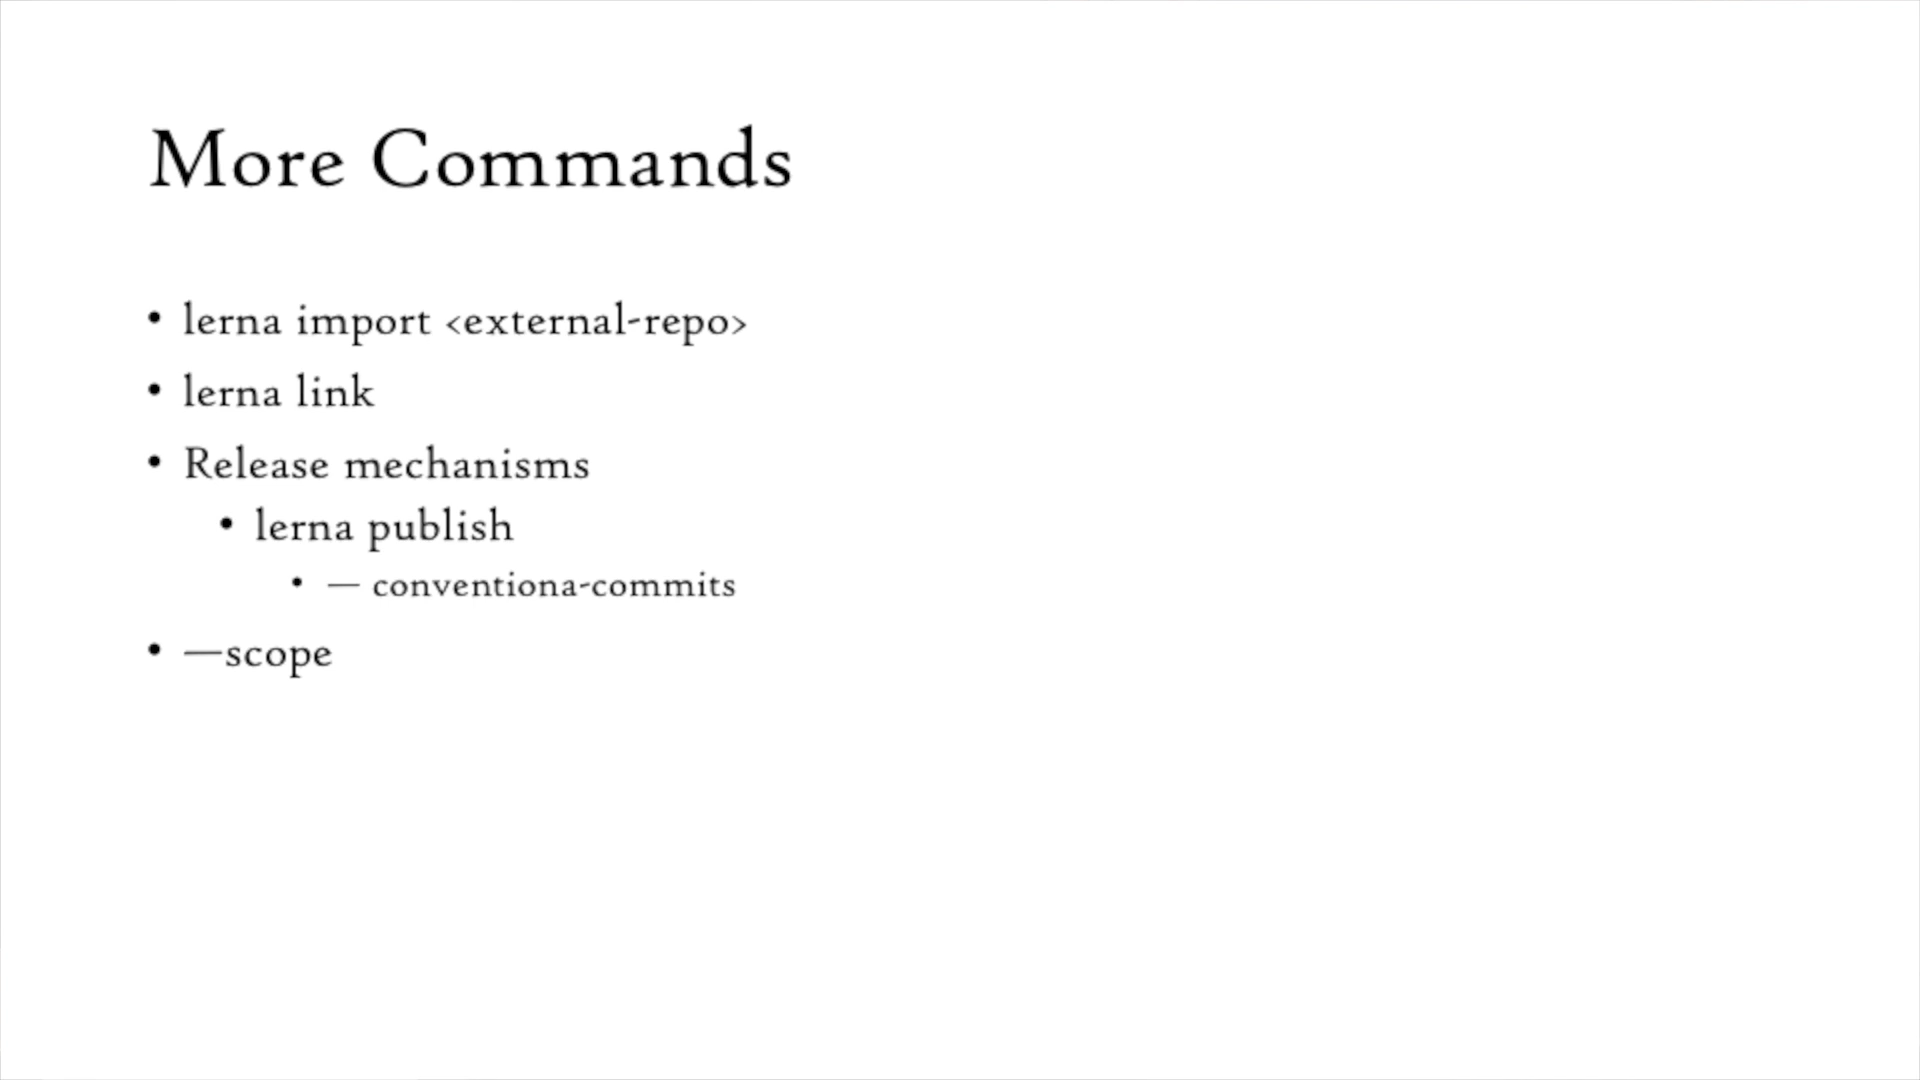 More Commands
• lerna import <external-repo>
• lerna link
• Release mechanisms
• lerna publish
• — conventiona-commits
• —scope